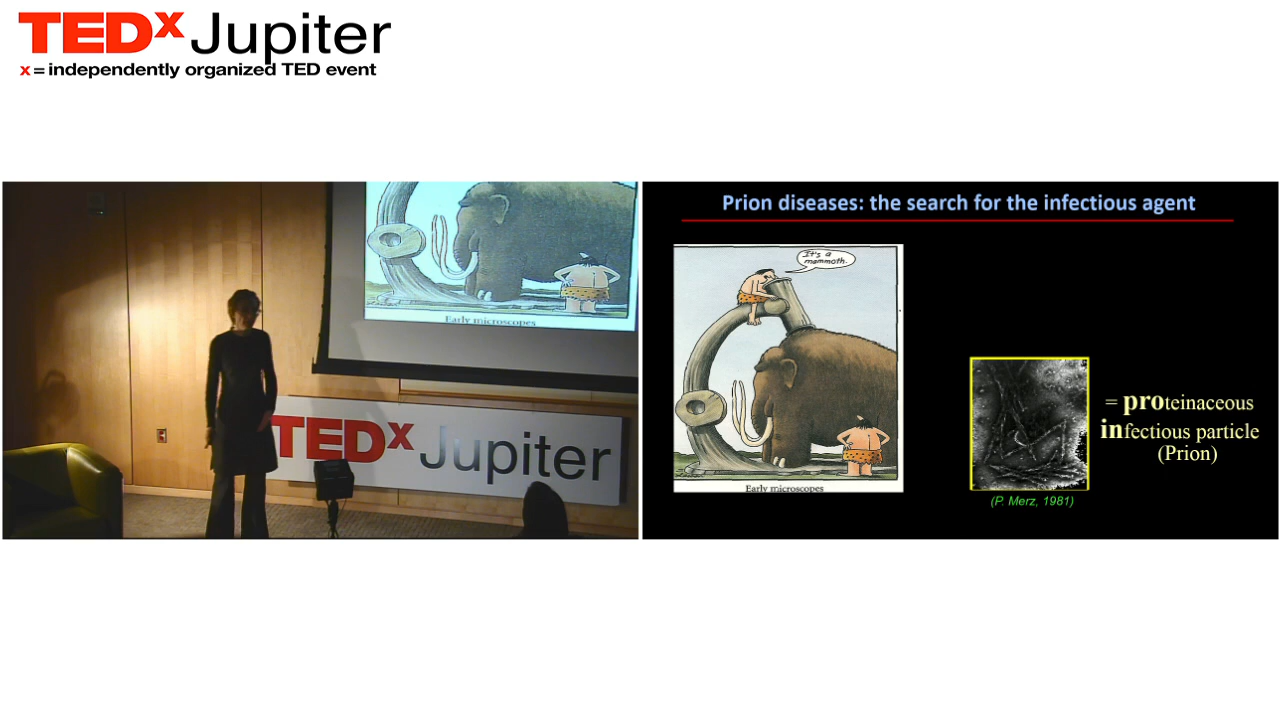 TEDx Jupiter
x = independently organized TED event
Early microscopes
TEDx Jupiter
Prion diseases: the search for the infectious agent
It's a
mammoth.
Early microscopes
= proteinaceous
infectious particle
(Prion)
(P. Merz, 1981)